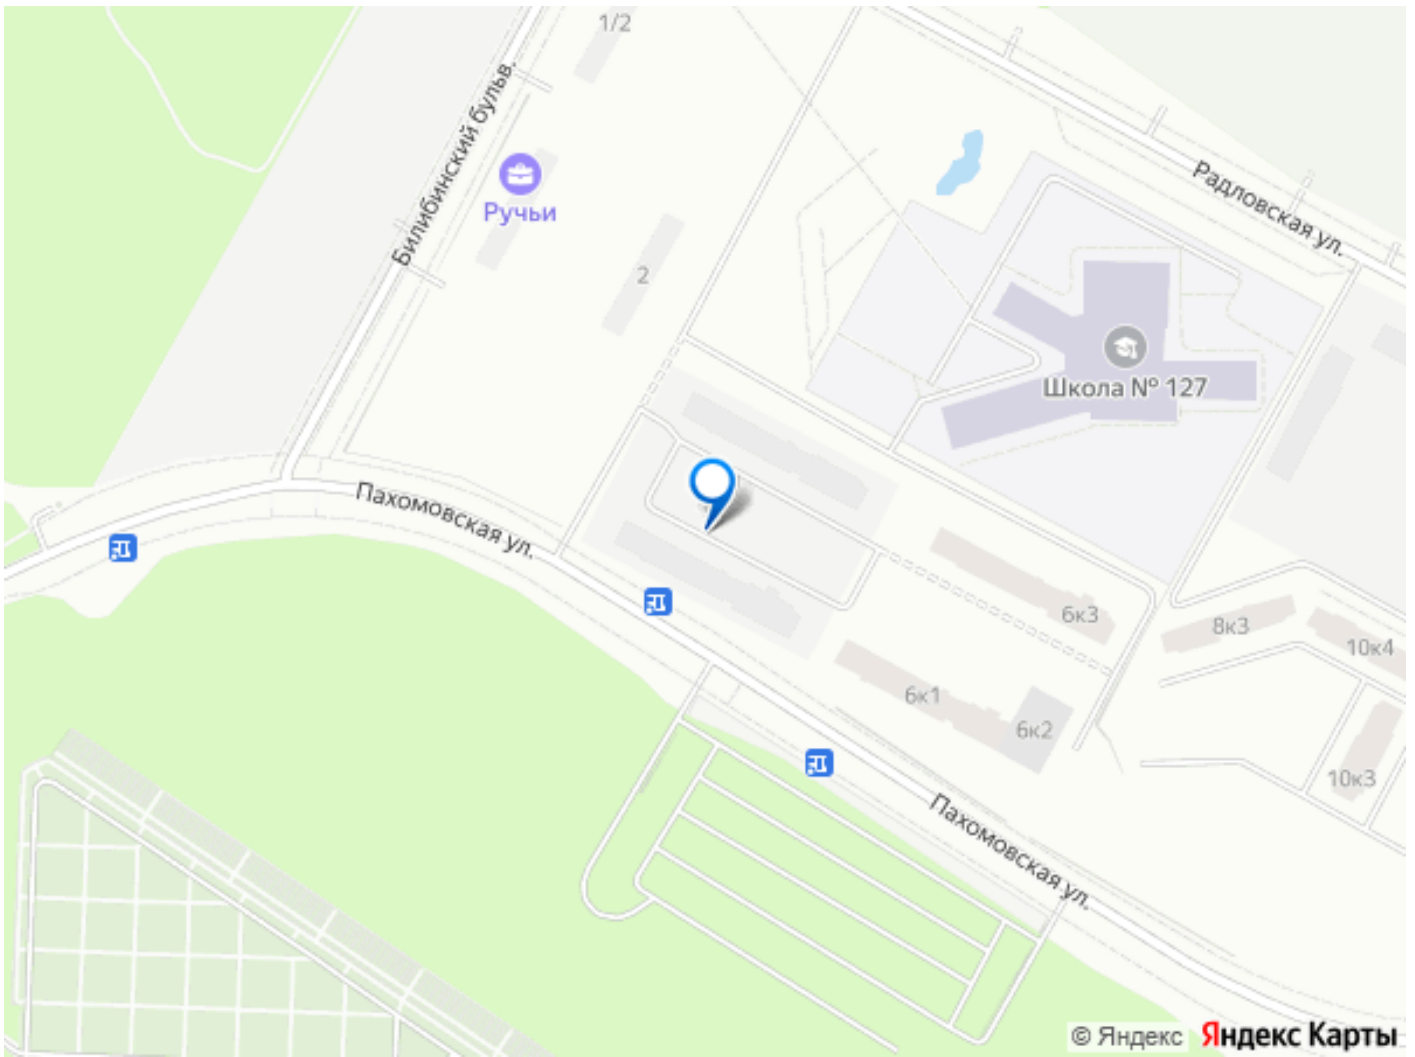 1/2
Билибинский бульв.
Ручьи
2
Радловская ул.
Школа № 127
Пахомовская ул.
6к3
8к3
10к4
6к1
6к2
10к3
Пахомовская ул.
© Яндекс Яндекс Карты